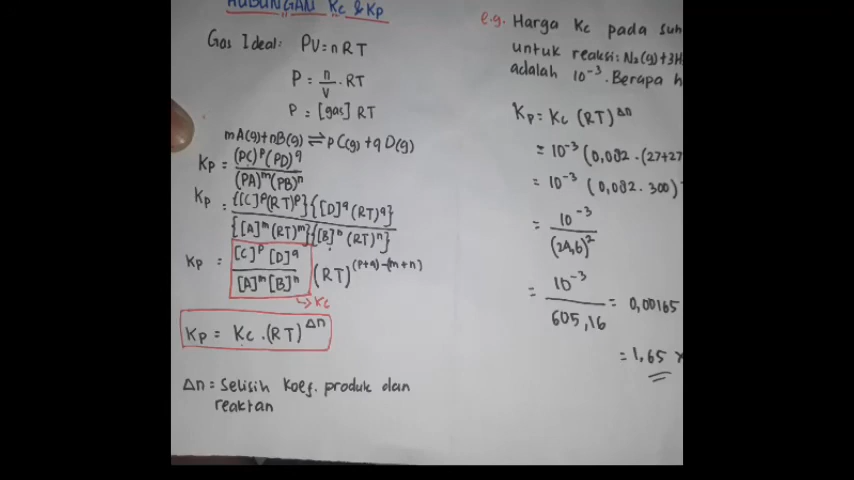 HUBUNGAN Kc & Kp
Gas Ideal: PV = n RT
P = n/V . RT
P = [gas] RT
mA(g)+nB(g) ⇌ pC(g)+qD(g)
Kp = (PC)^p (PD)^q / (PA)^m (PB)^n
Kp = {[C]^p (RT)^p} {[D]^q (RT)^q} / {[A]^m (RT)^m} {[B]^n (RT)^n}
Kp = [C]^p [D]^q / [A]^m [B]^n (RT)^(p+q)-(m+n)
→ Kc
Kp = Kc . (RT)^Δn
Δn = Selisih koef. produk dan
reaktan
e.g. Harga Kc pada
untuk reaksi: N₂(g)+
adalah 10^-3. Berapa
Kp = Kc (RT)^Δn
= 10^-3 (0,082 . (27+27
= 10^-3 (0,082 . 300)
= 10^-3 / (24,6)^2
= 10^-3 / 605,16 = 0,00165
= 1,65